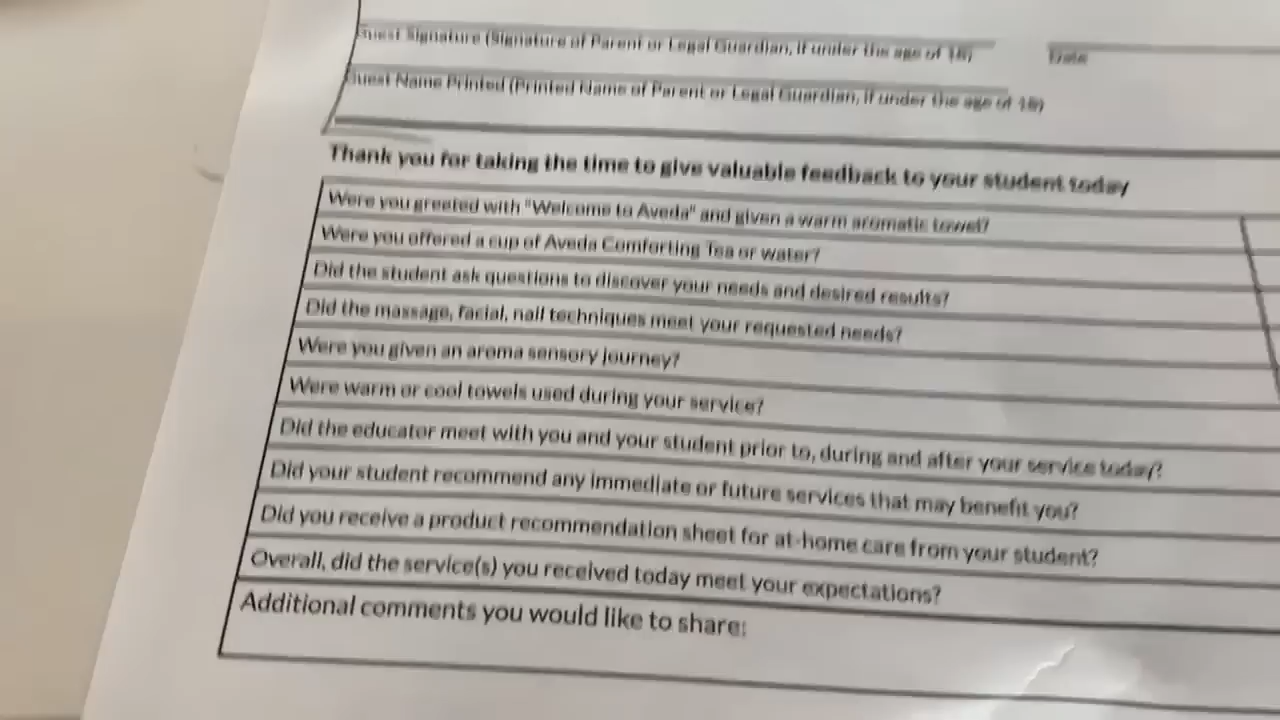 Guest Signature (Signature of Parent or Legal Guardian, if under the age of 18)
Date
Guest Name Printed (Printed Name of Parent or Legal Guardian, if under the age of 18)
Thank you for taking the time to give valuable feedback to your student today
Were you greeted with "Welcome to Aveda" and given a warm aromatic towel?
Were you offered a cup of Aveda Comforting Tea or water?
Did the student ask questions to discover your needs and desired results?
Did the massage, facial, nail techniques meet your requested needs?
Were you given an aroma sensory journey?
Were warm or cool towels used during your service?
Did the educator meet with you and your student prior to, during and after your service today?
Did your student recommend any immediate or future services that may benefit you?
Did you receive a product recommendation sheet for at-home care from your student?
Overall, did the service(s) you received today meet your expectations?
Additional comments you would like to share: